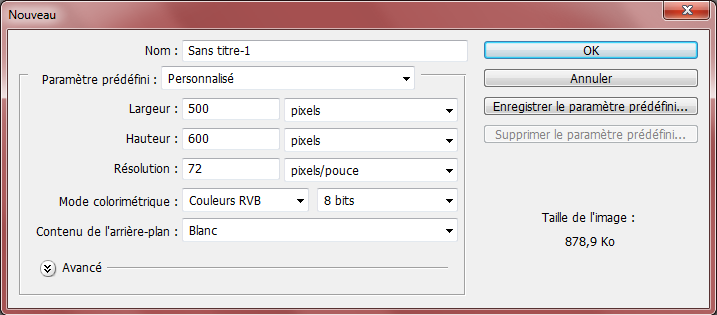 Nouveau
Nom : Sans titre-1
OK
Paramètre prédéfini : Personnalisé
Annuler
Largeur : 500 pixels
Enregistrer le paramètre prédéfini...
Hauteur : 600 pixels
Supprimer le paramètre prédéfini...
Résolution : 72 pixels/pouce
Mode colorimétrique : Couleurs RVB 8 bits
Taille de l'image :
Contenu de l'arrière-plan : Blanc
878,9 Ko
Avancé